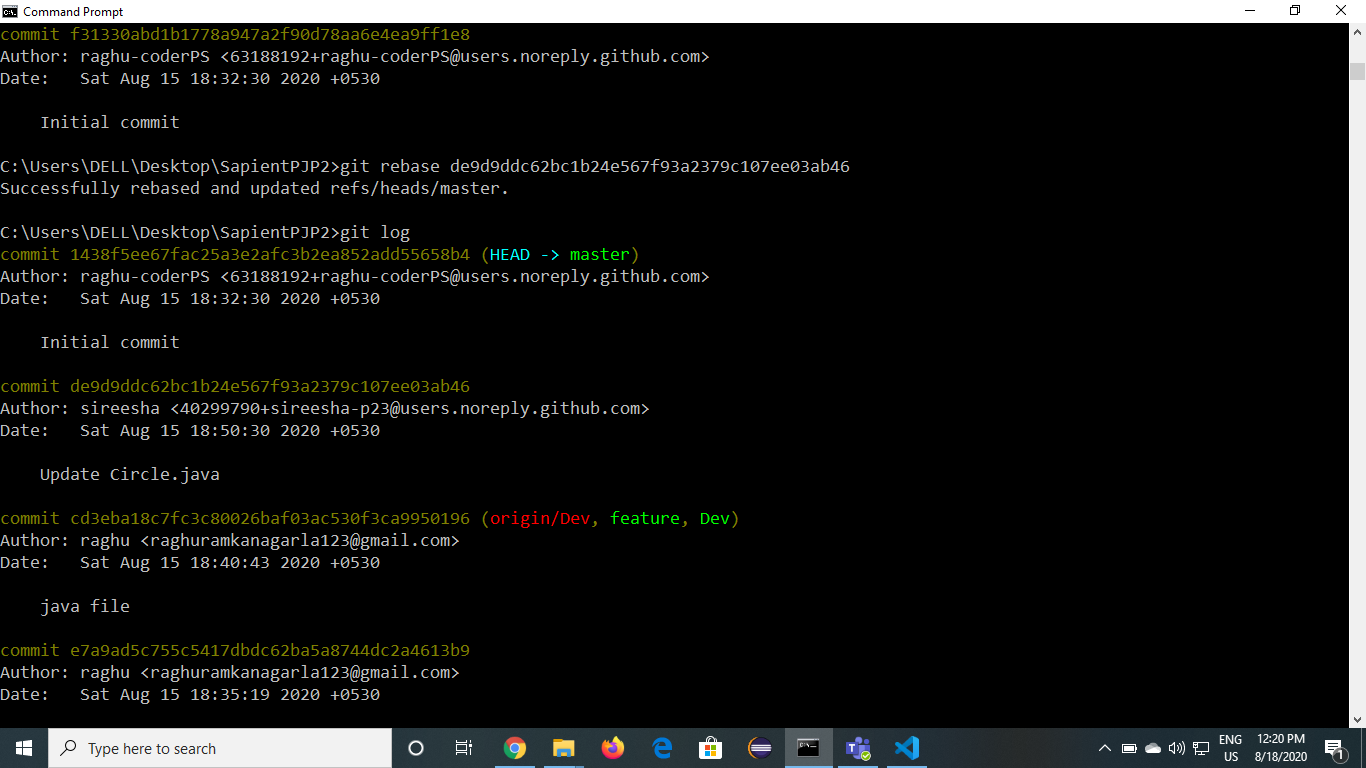 Command Prompt
commit f31330abd1b1778a947a2f90d78aa6e4ea9ff1e8
Author: raghu-coderPS <63188192+raghu-coderPS@users.noreply.github.com>
Date:   Sat Aug 15 18:32:30 2020 +0530
Initial commit
C:\Users\DELL\Desktop\SapientPJP2>git rebase de9d9ddc62bc1b24e567f93a2379c107ee03ab46
Successfully rebased and updated refs/heads/master.
C:\Users\DELL\Desktop\SapientPJP2>git log
commit 1438f5ee67fac25a3e2afc3b2ea852add55658b4 (HEAD -> master)
Author: raghu-coderPS <63188192+raghu-coderPS@users.noreply.github.com>
Date:   Sat Aug 15 18:32:30 2020 +0530
Initial commit
commit de9d9ddc62bc1b24e567f93a2379c107ee03ab46
Author: sireesha <40299790+sireesha-p23@users.noreply.github.com>
Date:   Sat Aug 15 18:50:30 2020 +0530
Update Circle.java
commit cd3eba18c7fc3c80026baf03ac530f3ca9950196 (origin/Dev, feature, Dev)
Author: raghu <raghuramkanagarla123@gmail.com>
Date:   Sat Aug 15 18:40:43 2020 +0530
java file
commit e7a9ad5c755c5417dbdc62ba5a8744dc2a4613b9
Author: raghu <raghuramkanagarla123@gmail.com>
Date:   Sat Aug 15 18:35:19 2020 +0530
Type here to search
ENG
US
12:20 PM
8/18/2020
1